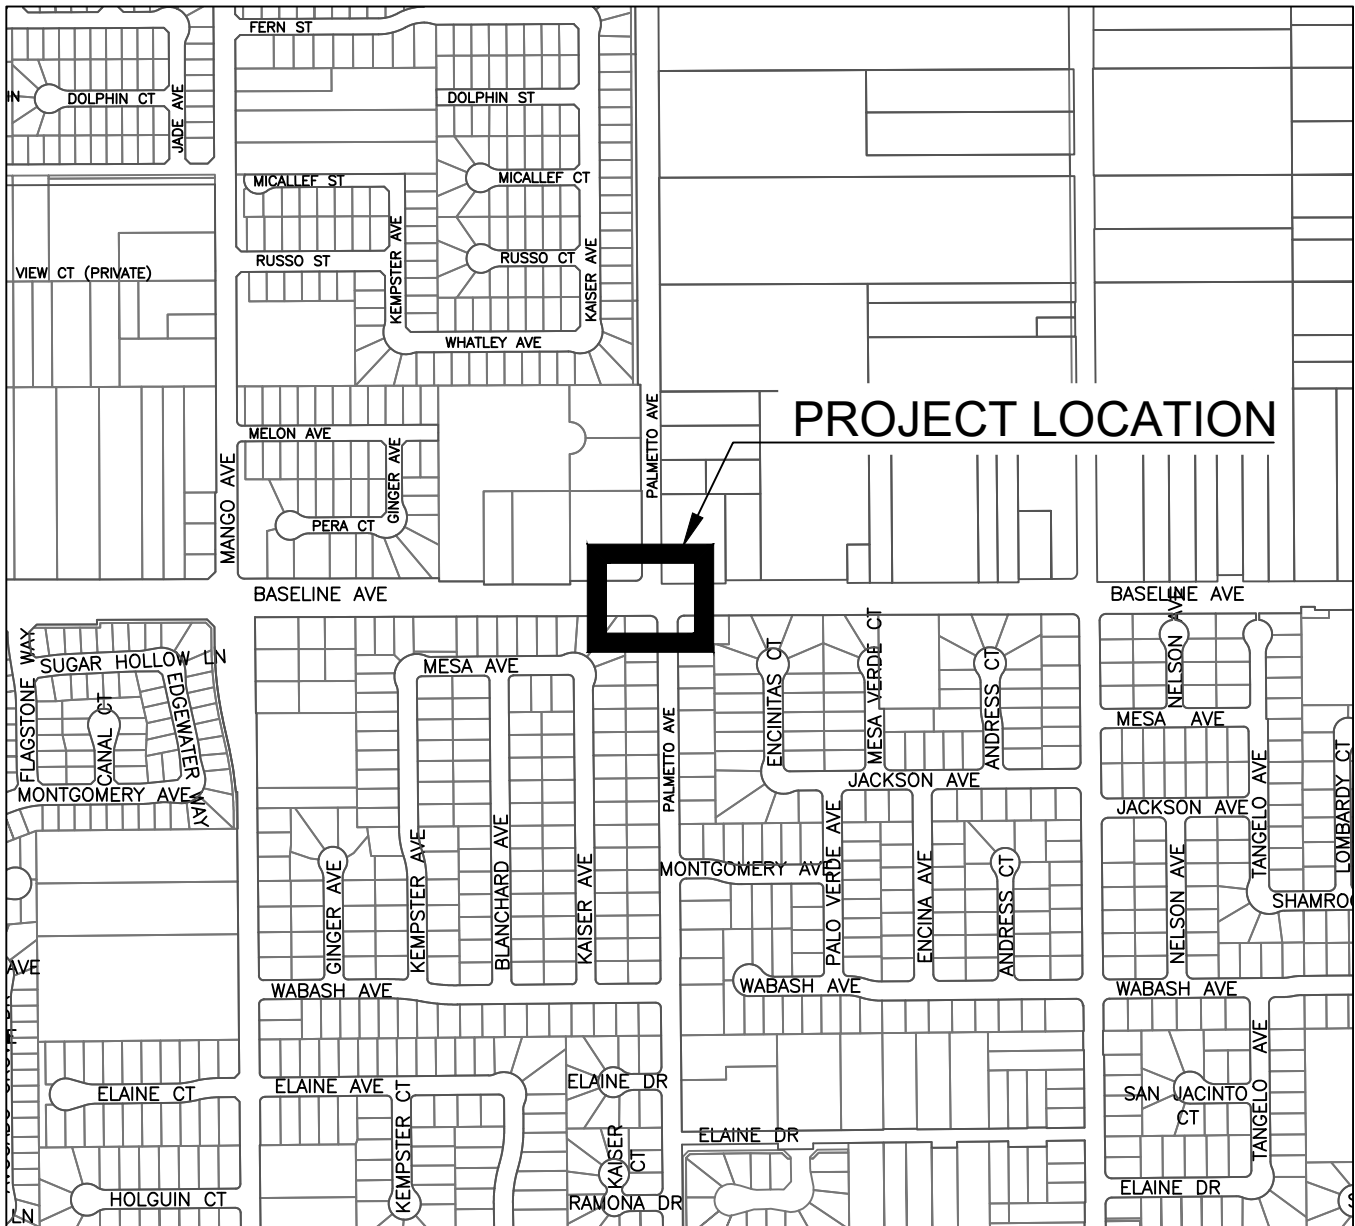 FERN ST
DOLPHIN CT
JADE AVE
DOLPHIN ST
MICALLEF ST
MICALLEF CT
VIEW CT (PRIVATE)
RUSSO ST
KEMPSTER AVE
RUSSO CT
KAISER AVE
WHATLEY AVE
PROJECT LOCATION
PALMETTO AVE
MELON AVE
GINGER AVE
MANGO AVE
PERA CT
BASELINE AVE
BASELINE AVE
FLAGSTONE WAY
SUGAR HOLLOW LN
EDGEWATER WAY
CANAL CT
MONTGOMERY AVE
MESA AVE
PALMETTO AVE
ENCINITAS CT
MESA VERDE CT
ANDRESS CT
NELSON AVE
MESA AVE
JACKSON AVE
JACKSON AVE
TANGELO AVE
LOMBARDY CT
GINGER AVE
KEMPSTER AVE
BLANCHARD AVE
KAISER AVE
MONTGOMERY AVE
PALO VERDE AVE
ENCINA AVE
ANDRESS CT
NELSON AVE
SHAMRO
AVE
WABASH AVE
WABASH AVE
WABASH AVE
ELAINE CT
ELAINE AVE
KEMPSTER CT
ELAINE DR
KAISER
CT
RAMONA DR
ELAINE DR
SAN JACINTO
CT
TANGELO AVE
ELAINE DR
HOLGUIN CT
LN